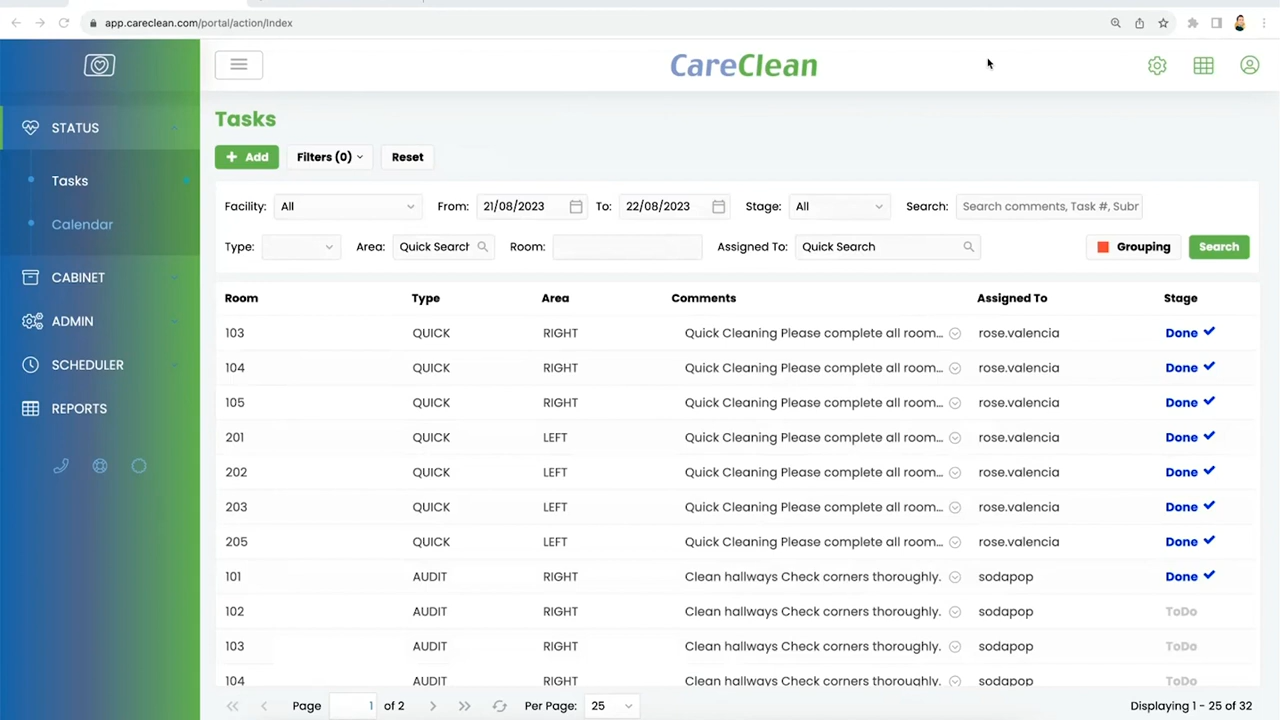 app.careclean.com/portal/action/Index
CareClean
STATUS
Tasks
Calendar
CABINET
ADMIN
SCHEDULER
REPORTS
Tasks
+ Add Filters (0) Reset
Facility: All From: 21/08/2023 To: 22/08/2023 Stage: All Search: Search comments, Task #, Subr
Type: Area: Quick Search Room: Assigned To: Quick Search Grouping Search
Room Type Area Comments Assigned To Stage
103 QUICK RIGHT Quick Cleaning Please complete all room... rose.valencia Done
104 QUICK RIGHT Quick Cleaning Please complete all room... rose.valencia Done
105 QUICK RIGHT Quick Cleaning Please complete all room... rose.valencia Done
201 QUICK LEFT Quick Cleaning Please complete all room... rose.valencia Done
202 QUICK LEFT Quick Cleaning Please complete all room... rose.valencia Done
203 QUICK LEFT Quick Cleaning Please complete all room... rose.valencia Done
205 QUICK LEFT Quick Cleaning Please complete all room... rose.valencia Done
101 AUDIT RIGHT Clean hallways Check corners thoroughly. sodapop Done
102 AUDIT RIGHT Clean hallways Check corners thoroughly. sodapop ToDo
103 AUDIT RIGHT Clean hallways Check corners thoroughly. sodapop ToDo
104 AUDIT RIGHT Clean hallways Check corners thoroughly. sodapop ToDo
Page 1 of 2 Per Page: 25 Displaying 1 - 25 of 32